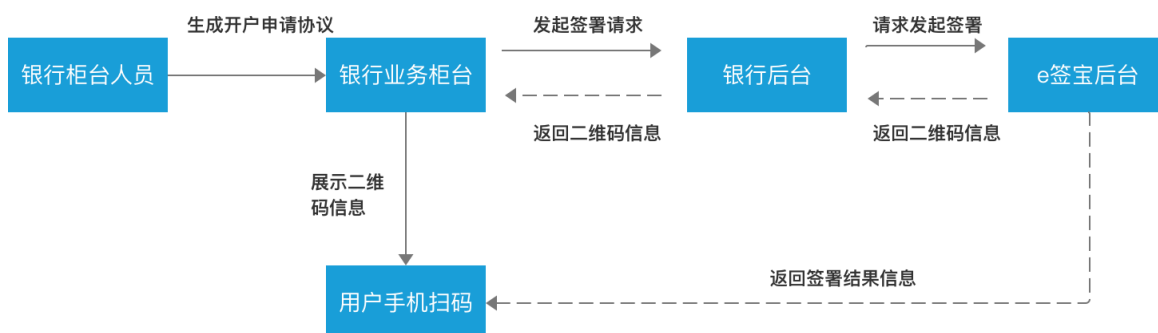 生成开户申请协议
发起签署请求
请求发起签署
银行柜台人员
银行业务柜台
银行后台
e签宝后台
返回二维码信息
返回二维码信息
展示二维
码信息
返回签署结果信息
用户手机扫码